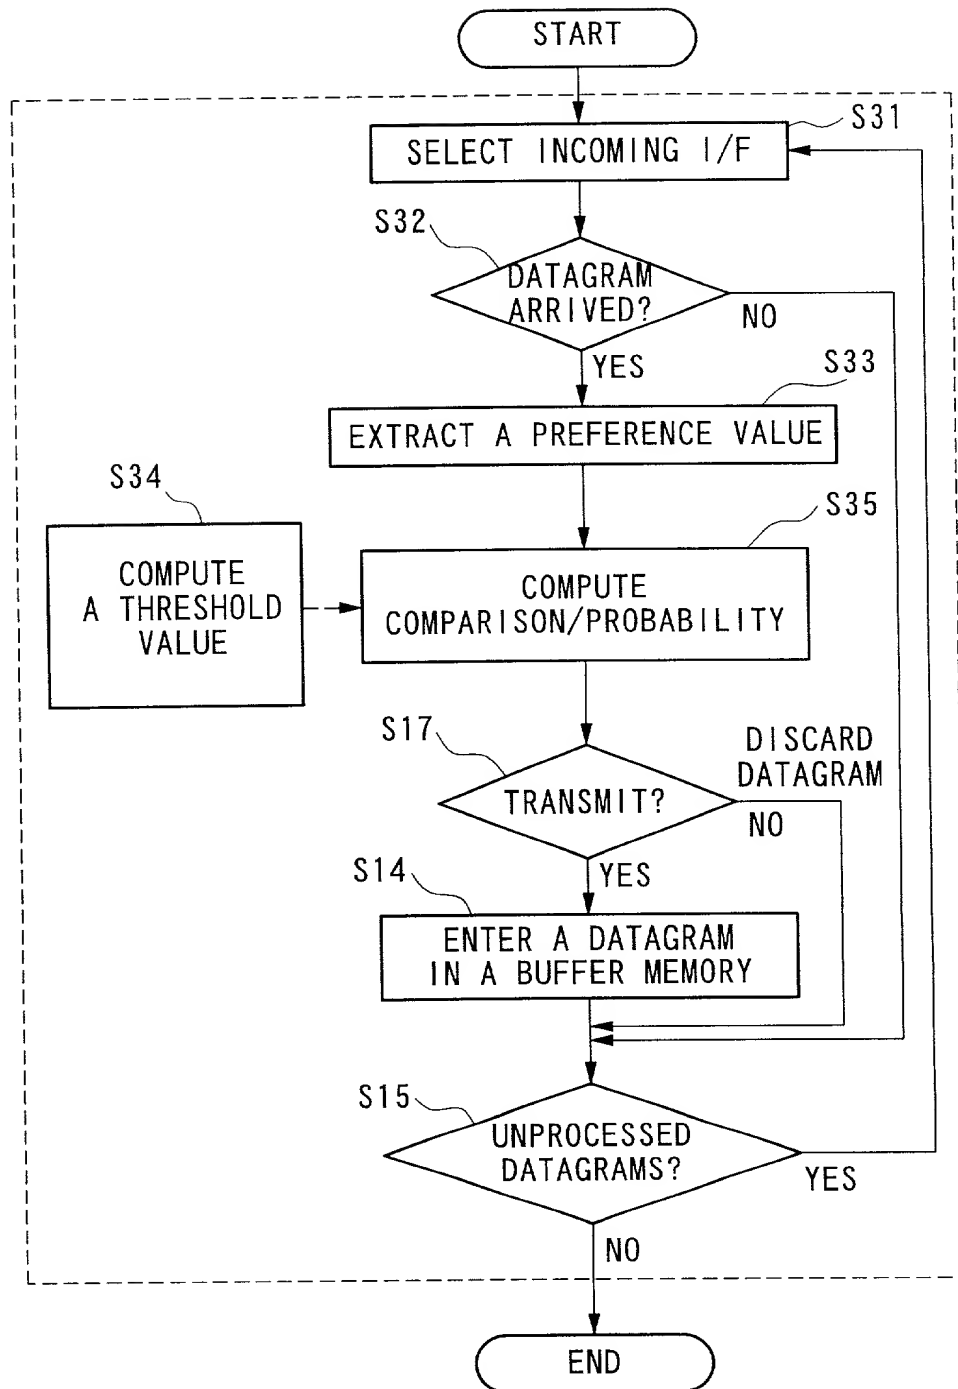 START
S31
SELECT INCOMING I/F
S32
DATAGRAM
ARRIVED?
NO
YES
S33
EXTRACT A PREFERENCE VALUE
S34
COMPUTE
A THRESHOLD
VALUE
S35
COMPUTE
COMPARISON/PROBABILITY
S17
TRANSMIT?
DISCARD
DATAGRAM
NO
YES
S14
ENTER A DATAGRAM
IN A BUFFER MEMORY
S15
UNPROCESSED
DATAGRAMS?
YES
NO
END